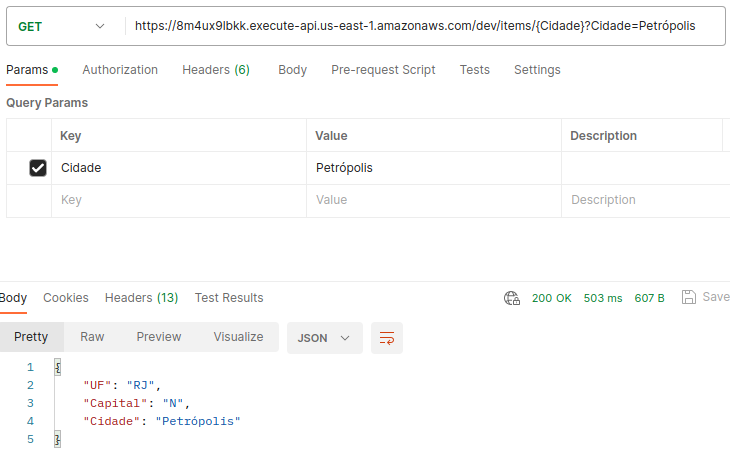 GET https://8m4ux9lbkk.execute-api.us-east-1.amazonaws.com/dev/items/{Cidade}?Cidade=Petrópolis
Params Authorization Headers (6) Body Pre-request Script Tests Settings
Query Params
Key Value Description
Cidade Petrópolis
Key Value Description
Body Cookies Headers (13) Test Results 200 OK 503 ms 607 B Save
Pretty Raw Preview Visualize JSON
1 {
2 "UF": "RJ",
3 "Capital": "N",
4 "Cidade": "Petrópolis"
5 }